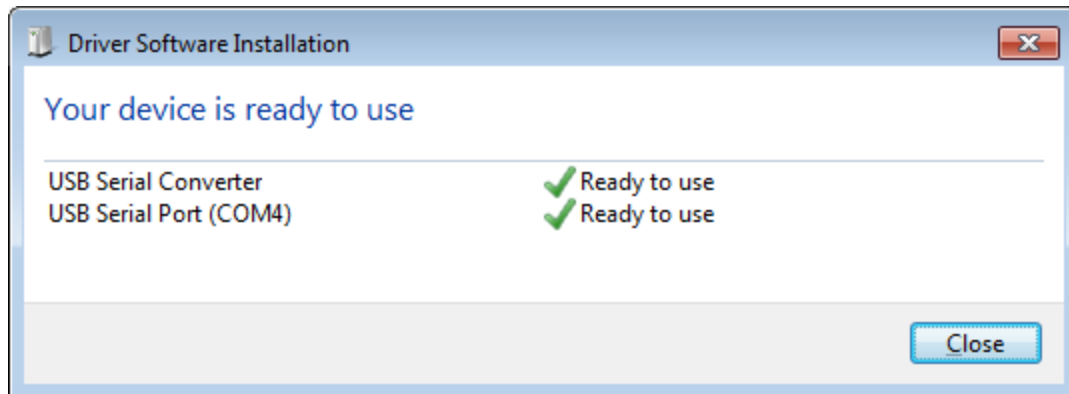 Driver Software Installation
Your device is ready to use
USB Serial Converter Ready to use
USB Serial Port (COM4) Ready to use
Close